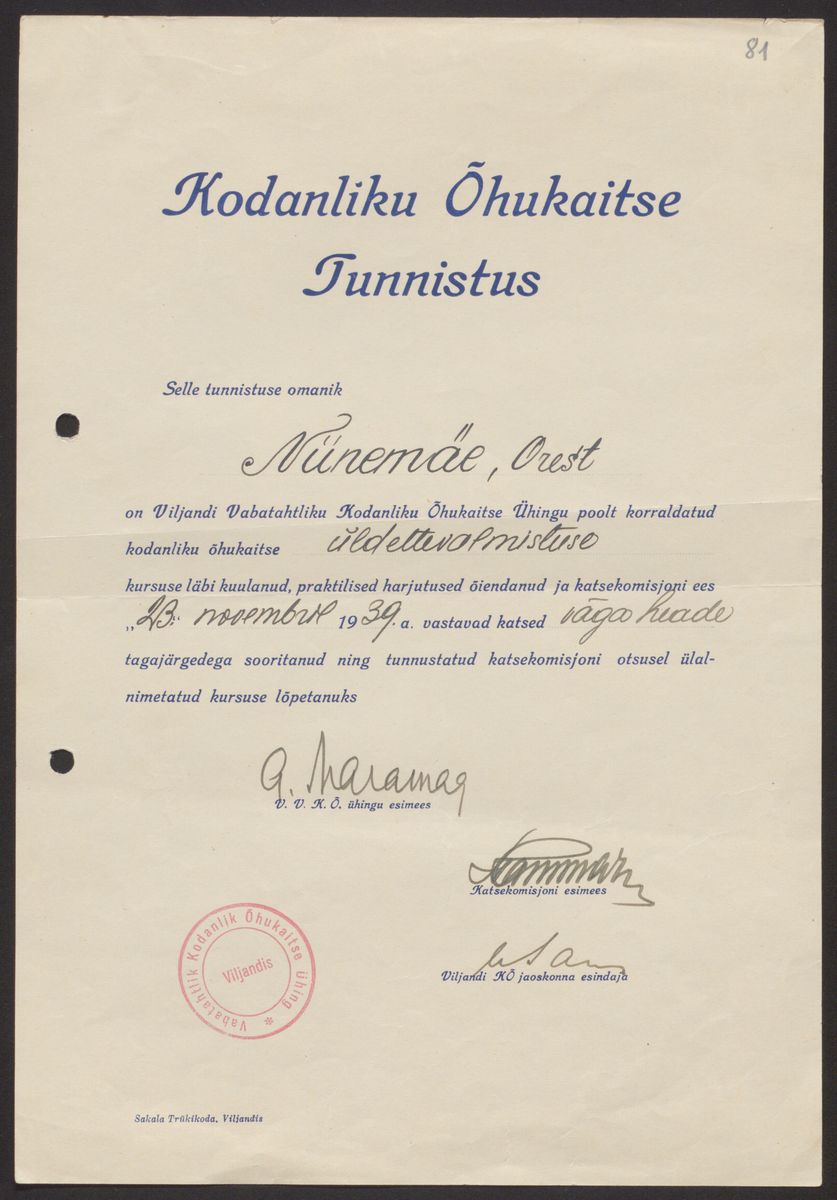 81
Kodanliku Õhukaitse
Tunnistus
Selle tunnistuse omanik
Niinemäe, Orest
on Viljandi Vabatahtliku Kodanliku Õhukaitse Ühingu poolt korraldatud
kodanliku õhukaitse üldettevalmistuse
kursuse läbi kuulanud, praktilised harjutused õiendanud ja katsekomisjoni ees
„23.“ novembril 1939. a. vastavad katsed väga heade
tagajärgedega sooritanud ning tunnustatud katsekomisjoni otsusel ülal-
nimetatud kursuse lõpetanuks
A. Maramaa
V. V. K. Õ. ühingu esimees
Katsekomisjoni esimees
Viljandi KÕ jaoskonna esindaja
Vabatahtlik Kodanlik Õhukaitse Ühing *
Viljandis
Sakala Trükikoda, Viljandis